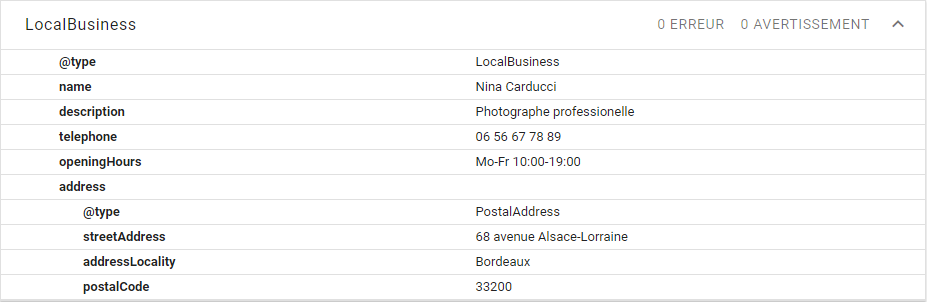 LocalBusiness 0 ERREUR 0 AVERTISSEMENT
@type LocalBusiness
name Nina Carducci
description Photographe professionelle
telephone 06 56 67 78 89
openingHours Mo-Fr 10:00-19:00
address
@type PostalAddress
streetAddress 68 avenue Alsace-Lorraine
addressLocality Bordeaux
postalCode 33200